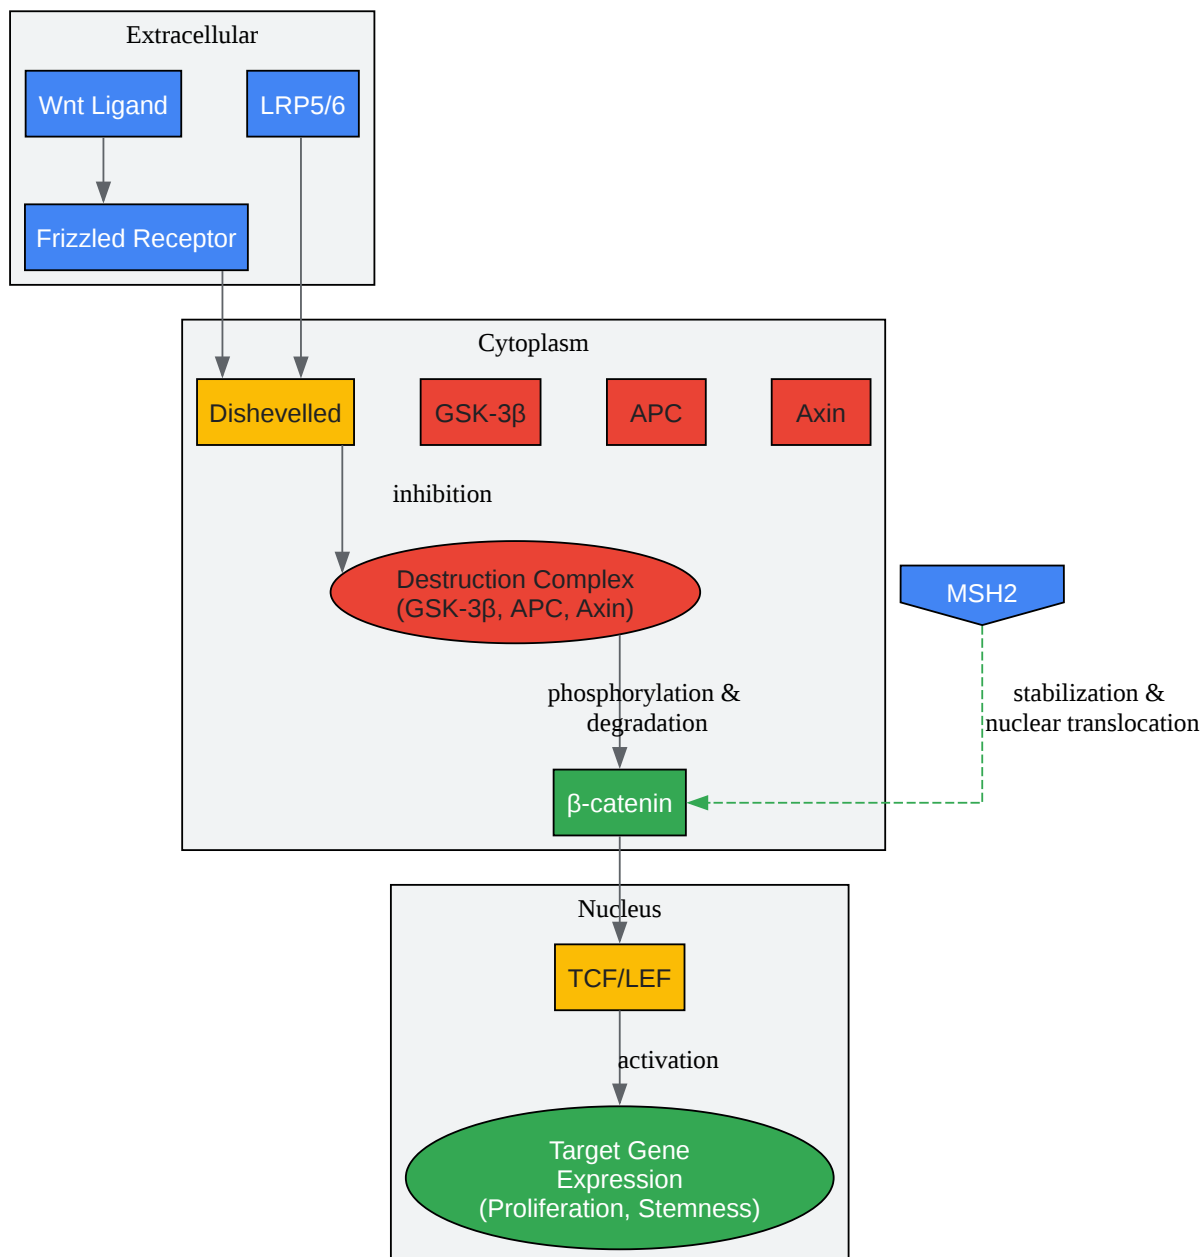 Extracellular
Wnt Ligand
LRP5/6
Frizzled Receptor
Cytoplasm
Dishevelled
GSK-3β
APC
Axin
inhibition
Destruction Complex
(GSK-3β, APC, Axin)
MSH2
phosphorylation &
degradation
stabilization &
nuclear translocation
β-catenin
Nucleus
TCF/LEF
activation
Target Gene
Expression
(Proliferation, Stemness)